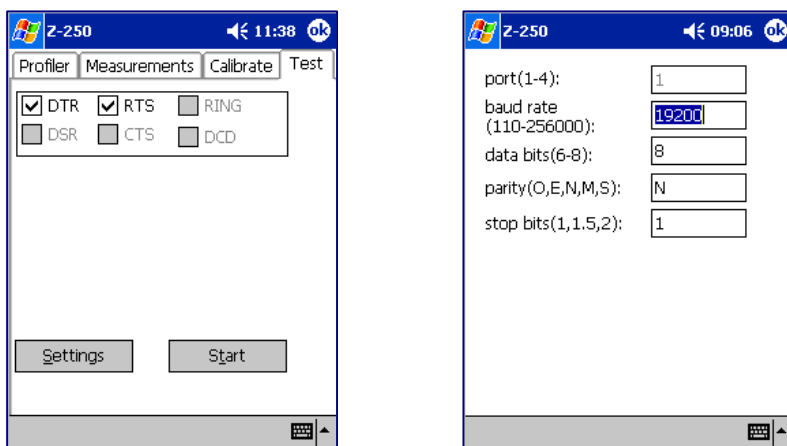 Z-250 11:38 ok
Profiler Measurements Calibrate Test
DTR RTS RING
DSR CTS DCD
Settings Start
Z-250 09:06 ok
port(1-4): 1
baud rate
(110-256000): 19200
data bits(6-8): 8
parity(O,E,N,M,S): N
stop bits(1,1.5,2): 1